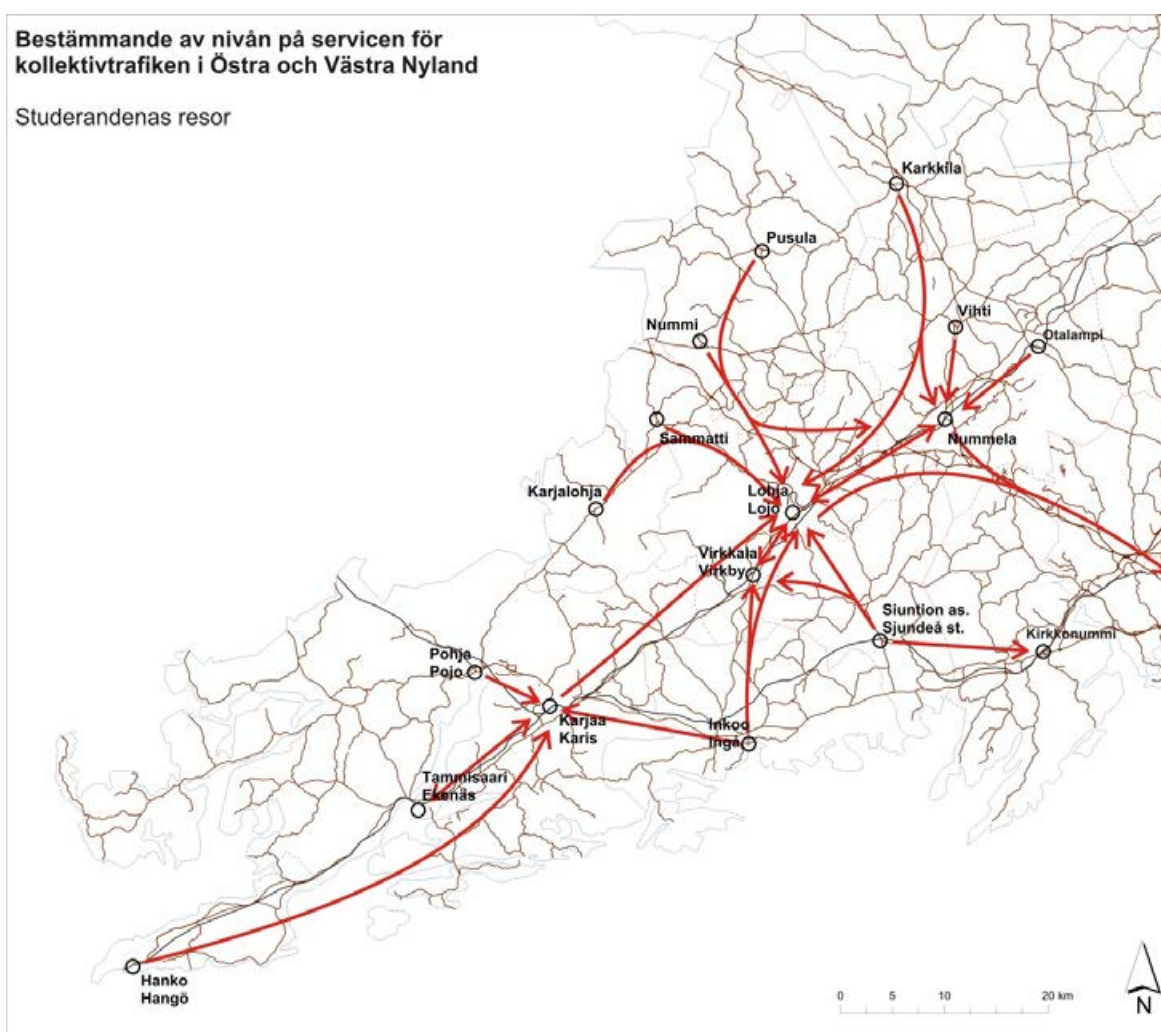 Bestämmande av nivån på servicen för
kollektivtrafiken i Östra och Västra Nyland
Studerandenas resor
Karkkila
Pusula
Vihti
Nummi
Otalampi
Sammatti
Nummela
Karjalohja
Lohja
Lojo
Virkkala
Virkby
Siuntion as.
Sjundeå st.
Kirkkonummi
Pohja
Pojo
Karjaa
Karis
Inkoo
Ingå
Tammisaari
Ekenäs
Hanko
Hangö
0 5 10 20 km
N